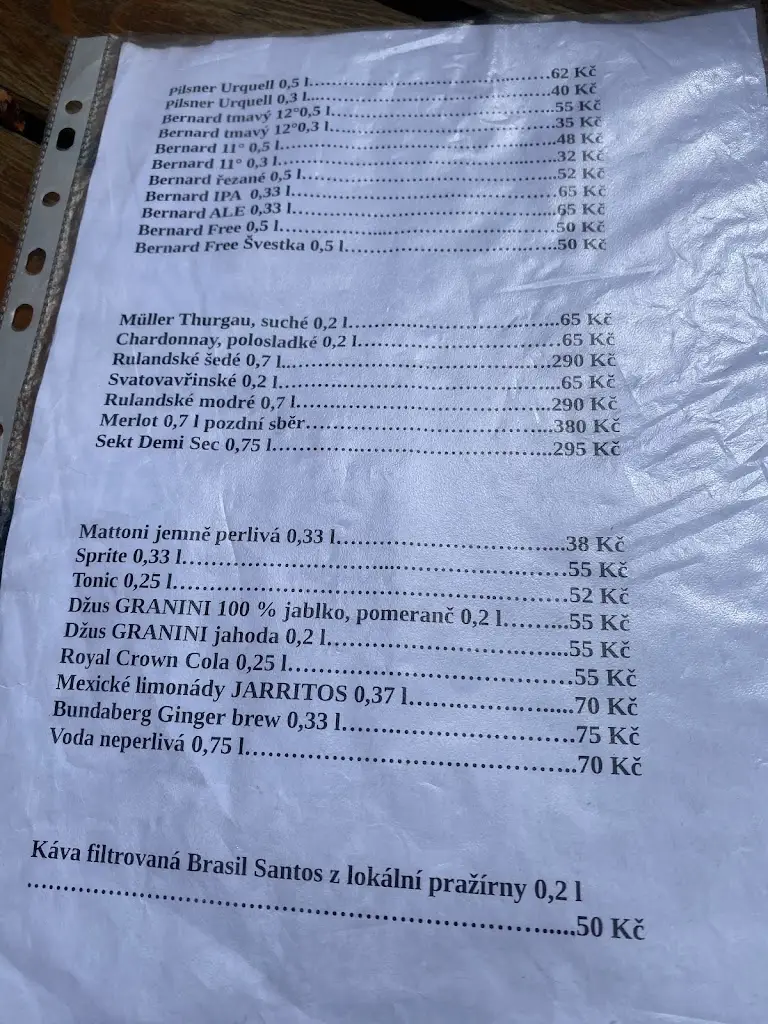 Pilsner Urquell 0,5 l.................................62 Kč
Pilsner Urquell 0,3 l.................................40 Kč
Bernard tmavý 12°0,5 l.................................55 Kč
Bernard tmavý 12°0,3 l.................................35 Kč
Bernard 11° 0,5 l.................................48 Kč
Bernard 11° 0,3 l.................................32 Kč
Bernard řezané 0,5 l.................................52 Kč
Bernard IPA 0,33 l.................................65 Kč
Bernard ALE 0,33 l.................................65 Kč
Bernard Free 0,5 l.................................50 Kč
Bernard Free Švestka 0,5 l.................................50 Kč
Müller Thurgau, suché 0,2 l.................................65 Kč
Chardonnay, polosladké 0,2 l.................................65 Kč
Rulandské šedé 0,7 l.................................290 Kč
Svatovavřinské 0,2 l.................................65 Kč
Rulandské modré 0,7 l.................................290 Kč
Merlot 0,7 l pozdní sběr.................................380 Kč
Sekt Demi Sec 0,75 l.................................295 Kč
Mattoni jemně perlivá 0,33 l.................................38 Kč
Sprite 0,33 l.................................55 Kč
Tonic 0,25 l.................................52 Kč
Džus GRANINI 100 % jablko, pomeranč 0,2 l.........55 Kč
Džus GRANINI jahoda 0,2 l.................................55 Kč
Royal Crown Cola 0,25 l.................................55 Kč
Mexické limonády JARRITOS 0,37 l.........................70 Kč
Bundaberg Ginger brew 0,33 l.................................75 Kč
Voda neperlivá 0,75 l.................................70 Kč
Káva filtrovaná Brasil Santos z lokální pražírny 0,2 l
.................................................................50 Kč